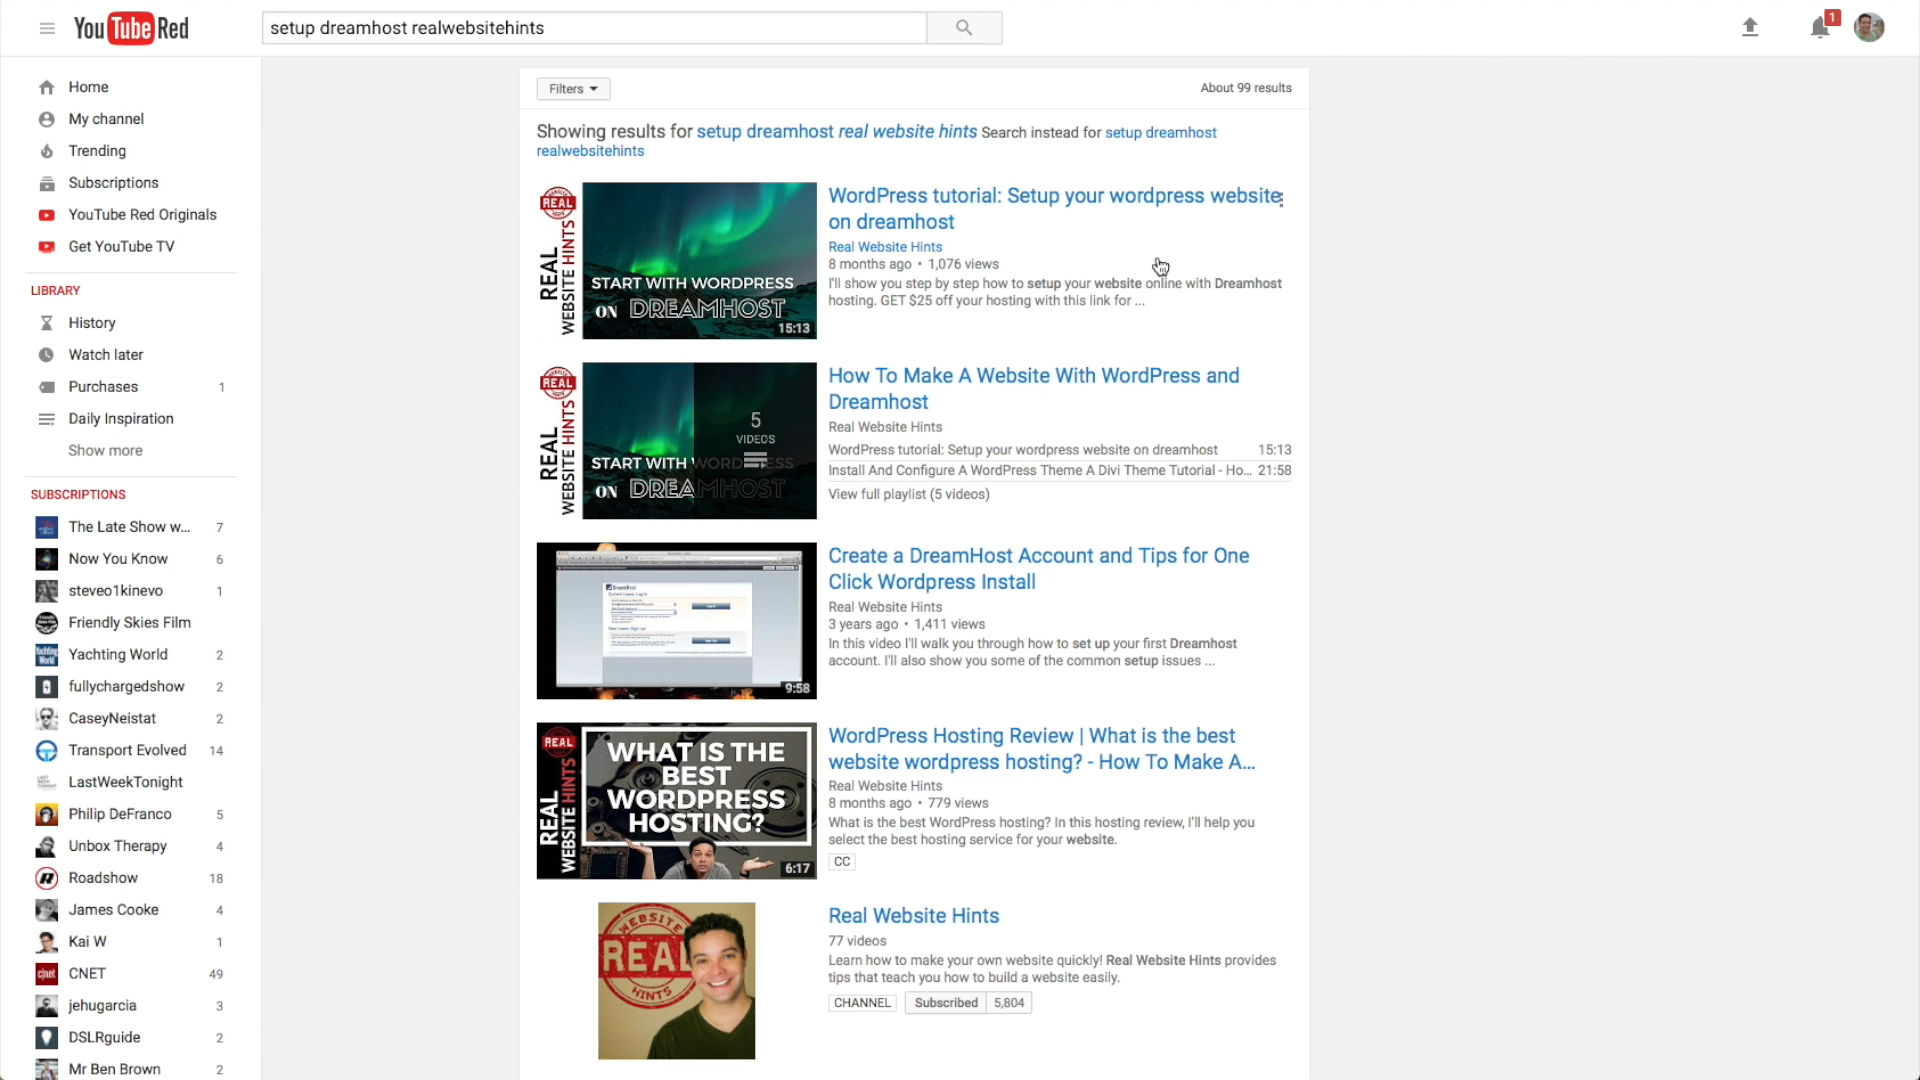 YouTube Red
setup dreamhost realwebsitehints
1
Home
My channel
Trending
Subscriptions
YouTube Red Originals
Get YouTube TV
LIBRARY
History
Watch later
Purchases 1
Daily Inspiration
Show more
SUBSCRIPTIONS
The Late Show w... 7
Now You Know 6
steveo1kinevo 1
Friendly Skies Film
Yachting World 2
fullychargedshow 2
CaseyNeistat 2
Transport Evolved 14
LastWeekTonight
Philip DeFranco 5
Unbox Therapy 4
Roadshow 18
James Cooke 4
Kai W 1
CNET 49
jehugarcia 3
DSLRguide 2
Mr Ben Brown 2
Filters
About 99 results
Showing results for setup dreamhost real website hints Search instead for setup dreamhost
realwebsitehints
REAL
WEBSITE HINTS
START WITH WORDPRESS
ON DREAMHOST
15:13
WordPress tutorial: Setup your wordpress website
on dreamhost
Real Website Hints
8 months ago • 1,076 views
I'll show you step by step how to setup your website online with Dreamhost
hosting. GET $25 off your hosting with this link for ...
REAL
WEBSITE HINTS
START WITH WORDPRESS
ON DREAMHOST
5
VIDEOS
How To Make A Website With WordPress and
Dreamhost
Real Website Hints
WordPress tutorial: Setup your wordpress website on dreamhost 15:13
Install And Configure A WordPress Theme A Divi Theme Tutorial - Ho... 21:58
View full playlist (5 videos)
DreamHost
9:58
Create a DreamHost Account and Tips for One
Click Wordpress Install
Real Website Hints
3 years ago • 1,411 views
In this video I'll walk you through how to set up your first Dreamhost
account. I'll also show you some of the common setup issues ...
REAL
REAL
WEBSITE HINTS
WHAT IS THE
BEST
WORDPRESS
HOSTING?
6:17
WordPress Hosting Review | What is the best
website wordpress hosting? - How To Make A...
Real Website Hints
8 months ago • 779 views
What is the best WordPress hosting? In this hosting review, I'll help you
select the best hosting service for your website.
CC
WEBSITE
REAL
HINTS
Real Website Hints
77 videos
Learn how to make your own website quickly! Real Website Hints provides
tips that teach you how to build a website easily.
CHANNEL Subscribed 5,804